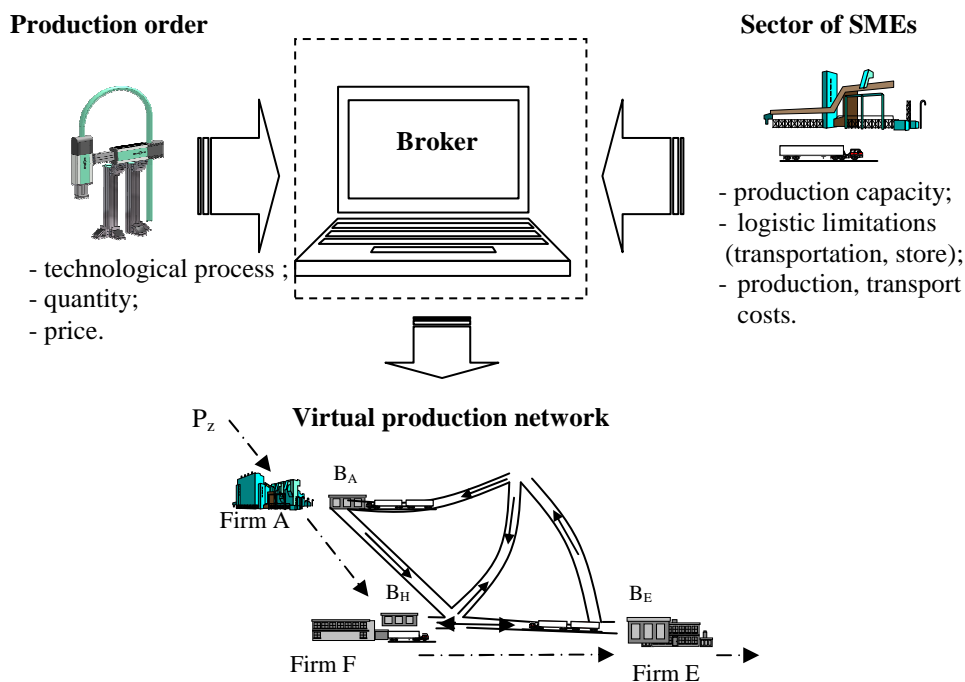 Production order
Sector of SMEs
Broker
- technological process ;
- quantity;
- price.
- production capacity;
- logistic limitations
(transportation, store);
- production, transport
costs.
Virtual production network
Pz
BA
Firm A
BH
BE
Firm F
Firm E